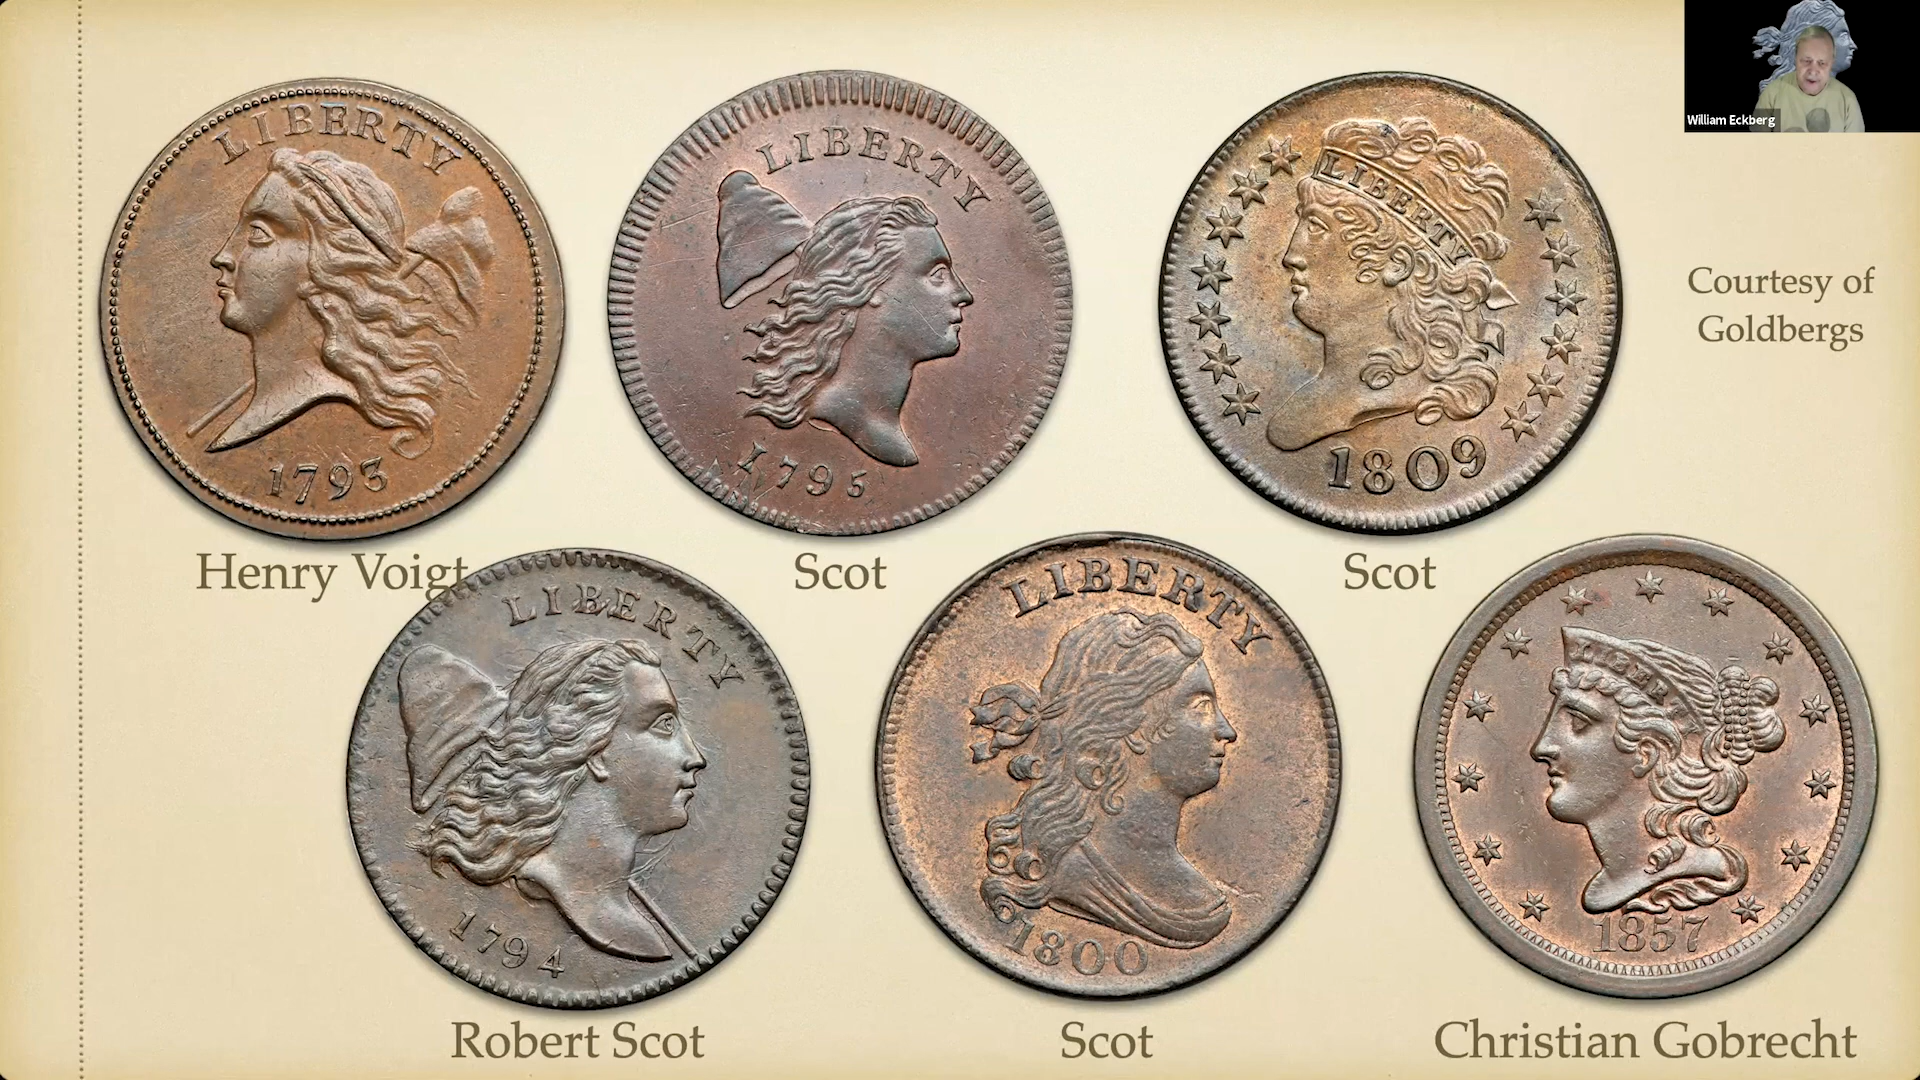 William Eckberg
LIBERTY
1793
Henry Voigt
LIBERTY
1795
Scot
LIBERTY
1809
Scot
Courtesy of
Goldbergs
LIBERTY
1794
Robert Scot
LIBERTY
1800
Scot
LIBERTY
1857
Christian Gobrecht